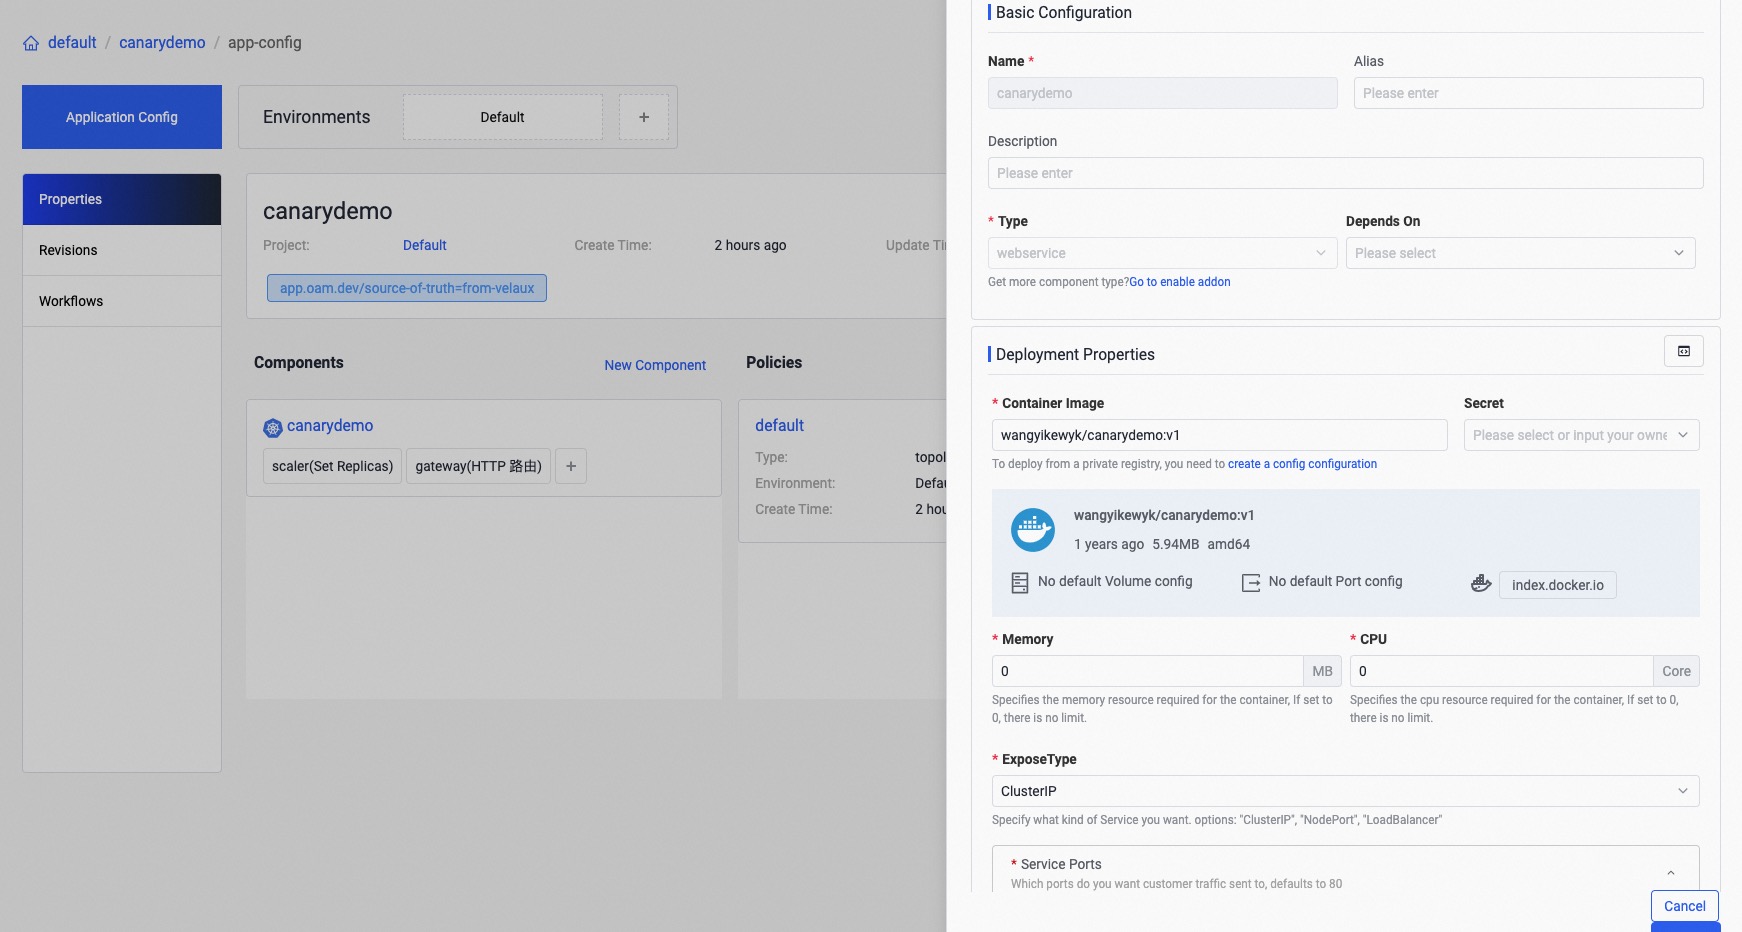 default / canarydemo / app-config
Application Config
Environments
Default
+
Properties
Revisions
Workflows
canarydemo
Project:
Default
Create Time:
2 hours ago
Update Ti
app.oam.dev/source-of-truth=from-velaux
Components
New Component
Policies
canarydemo
scaler(Set Replicas)
gateway(HTTP 路由)
+
default
Type:
topol
Environment:
Defau
Create Time:
2 hou
Basic Configuration
Name *
Alias
canarydemo
Please enter
Description
Please enter
* Type
Depends On
webservice
Please select
Get more component type?Go to enable addon
Deployment Properties
* Container Image
Secret
wangyikewyk/canarydemo:v1
Please select or input your owne
To deploy from a private registry, you need to create a config configuration
wangyikewyk/canarydemo:v1
1 years ago 5.94MB amd64
No default Volume config
No default Port config
index.docker.io
* Memory
* CPU
0
MB
0
Core
Specifies the memory resource required for the container, If set to
0, there is no limit.
Specifies the cpu resource required for the container, If set to 0,
there is no limit.
* ExposeType
ClusterIP
Specify what kind of Service you want. options: "ClusterIP", "NodePort", "LoadBalancer"
* Service Ports
Which ports do you want customer traffic sent to, defaults to 80
Cancel